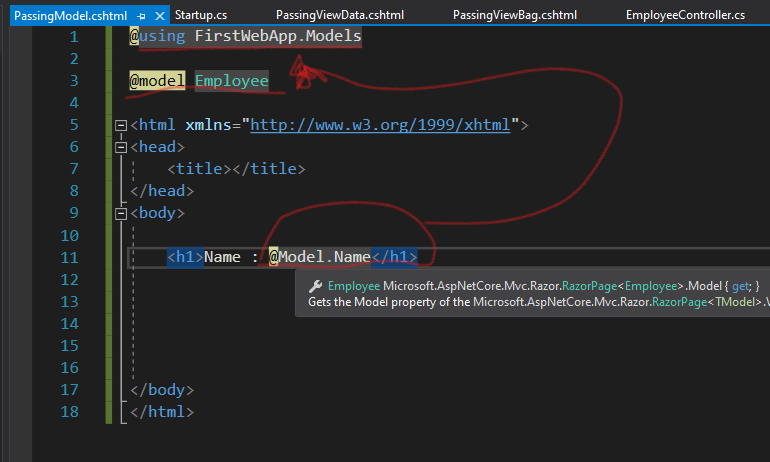 PassingModel.cshtml Startup.cs PassingViewData.cshtml PassingViewBag.cshtml EmployeeController.cs
1 @using FirstWebApp.Models
2
3 @model Employee
4
5 <html xmlns="http://www.w3.org/1999/xhtml">
6 <head>
7 <title></title>
8 </head>
9 <body>
10
11 <h1>Name : @Model.Name</h1>
12
Employee Microsoft.AspNetCore.Mvc.Razor.RazorPage<Employee>.Model { get; }
13
Gets the Model property of the Microsoft.AspNetCore.Mvc.Razor.RazorPage<TModel>.
14
15
16
17 </body>
18 </html>